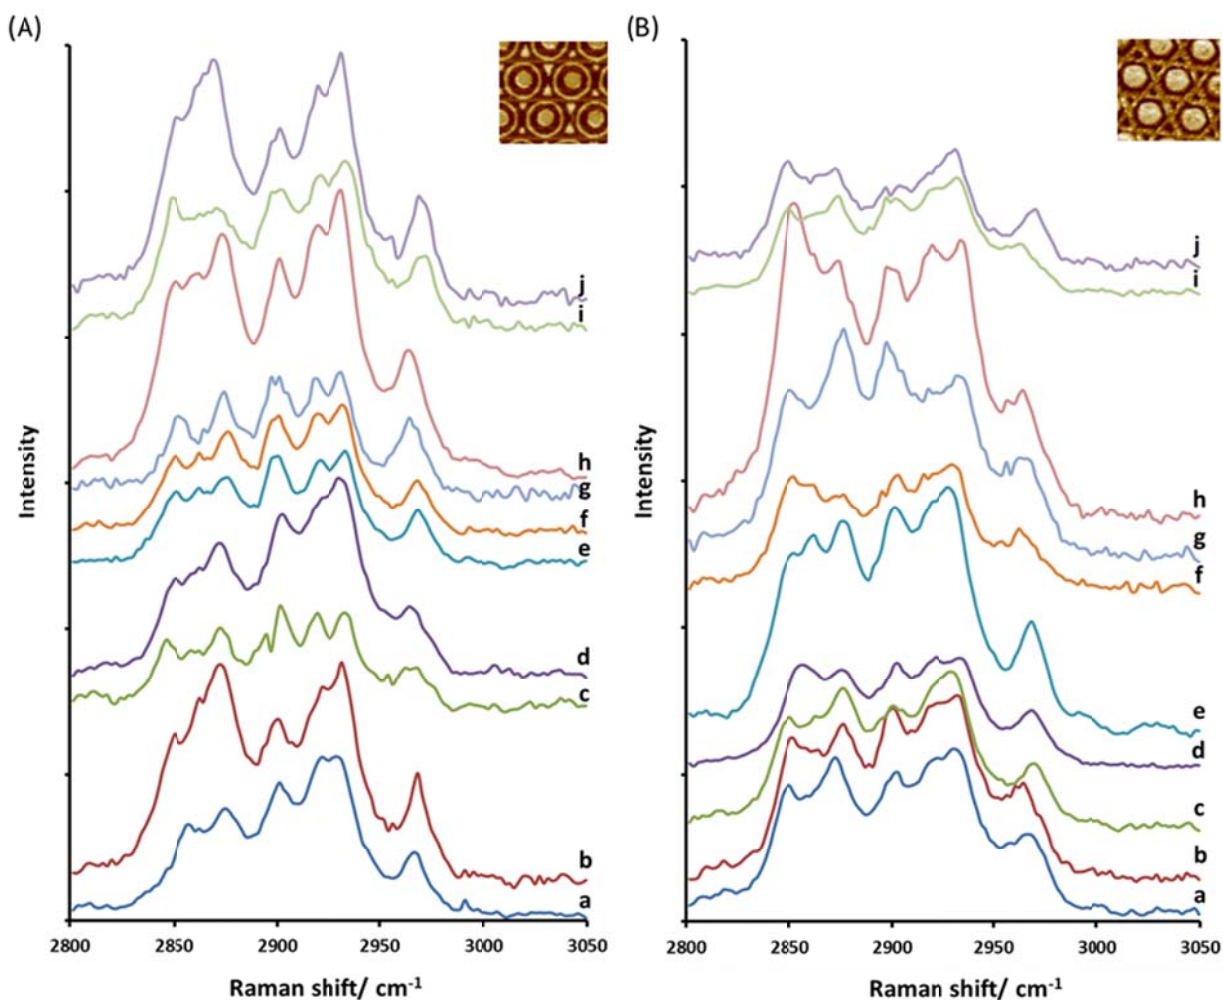 (A)
(B)
Intensity
j
i
h
g
f
e
d
c
b
a
2800 2850 2900 2950 3000 3050
Raman shift/ cm-1
Intensity
j
i
h
g
f
e
d
c
b
a
2800 2850 2900 2950 3000 3050
Raman shift/ cm-1